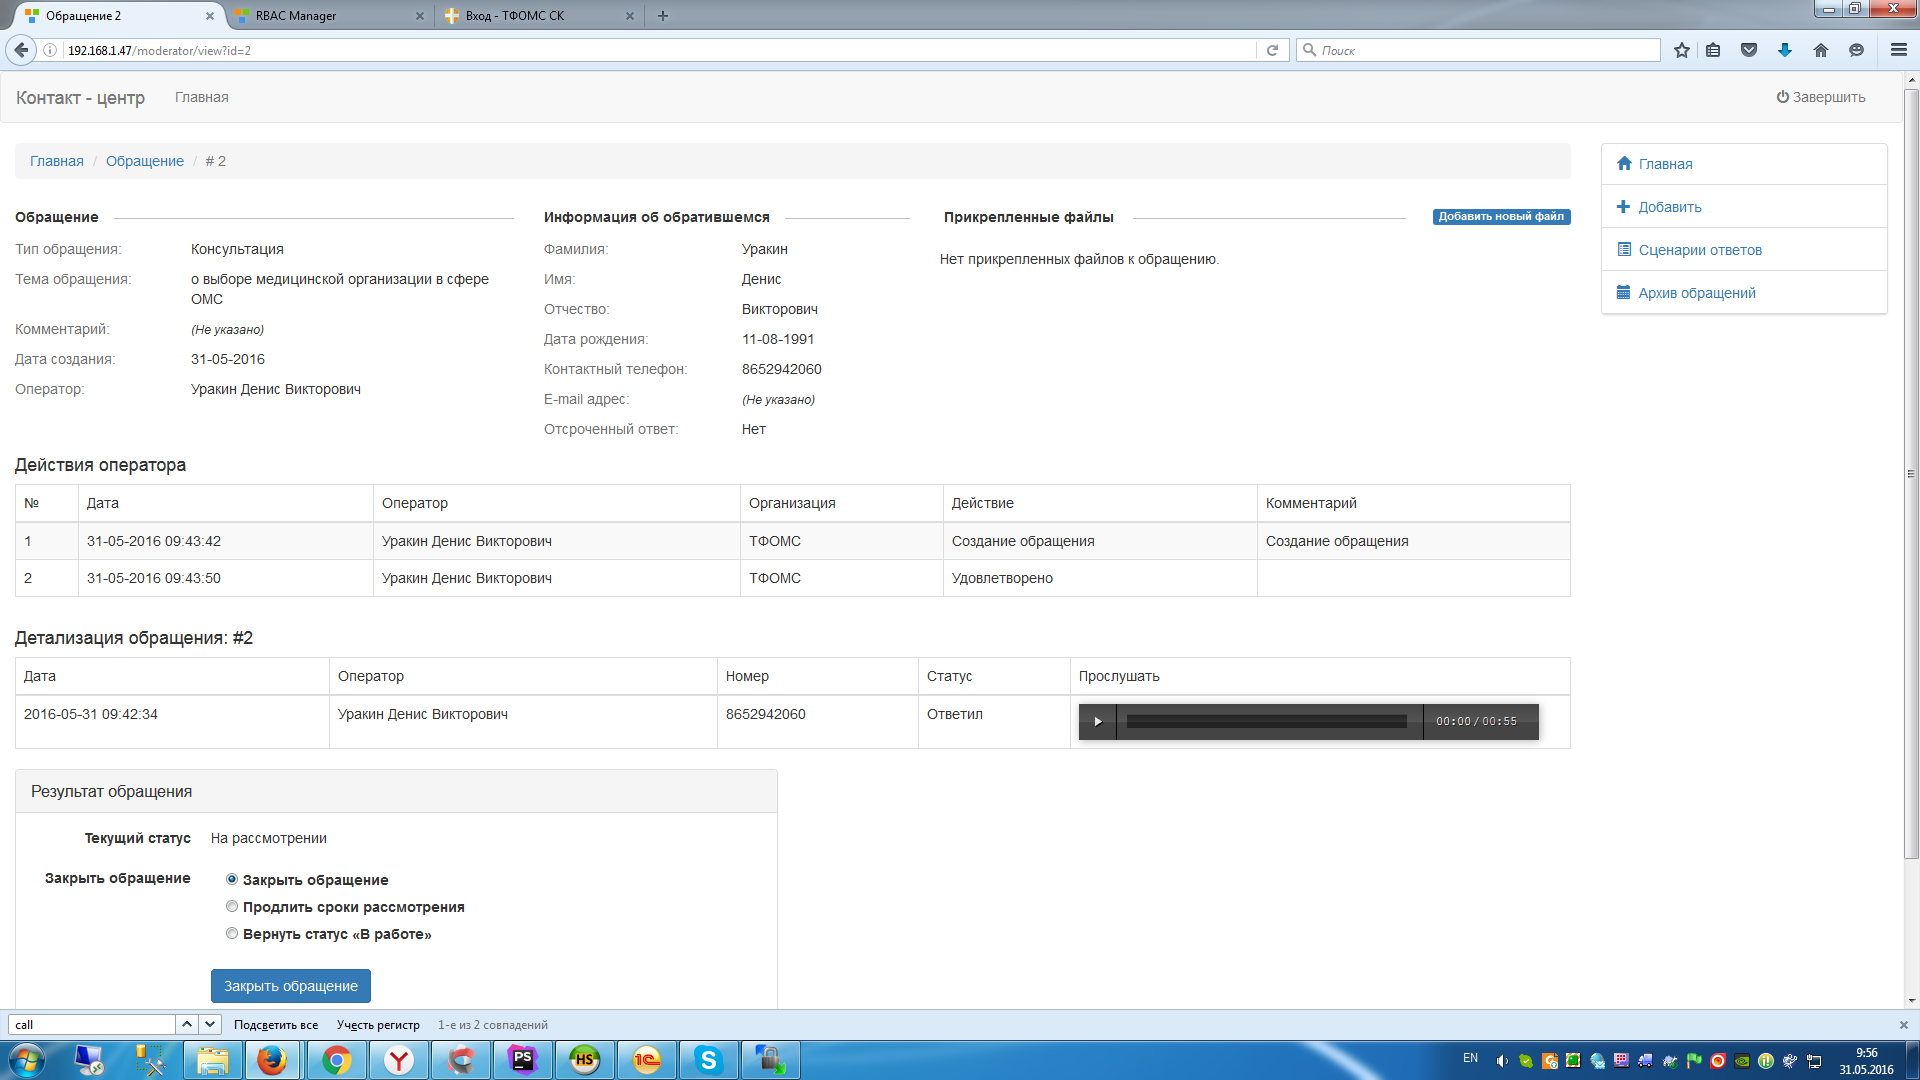 Обращение 2
RBAC Manager
Вход - ТФОМС СК
192.168.1.47/moderator/view?id=2
Поиск
Контакт - центр
Главная
Завершить
Главная / Обращение / # 2
Главная
Добавить
Сценарии ответов
Архив обращений
Обращение
Тип обращения: Консультация
Тема обращения: о выборе медицинской организации в сфере
ОМС
Комментарий: (Не указано)
Дата создания: 31-05-2016
Оператор: Уракин Денис Викторович
Информация об обратившемся
Фамилия: Уракин
Имя: Денис
Отчество: Викторович
Дата рождения: 11-08-1991
Контактный телефон: 8652942060
E-mail адрес: (Не указано)
Отсроченный ответ: Нет
Прикрепленные файлы
Добавить новый файл
Нет прикрепленных файлов к обращению.
Действия оператора
№ Дата Оператор Организация Действие Комментарий
1 31-05-2016 09:43:42 Уракин Денис Викторович ТФОМС Создание обращения Создание обращения
2 31-05-2016 09:43:50 Уракин Денис Викторович ТФОМС Удовлетворено
Детализация обращения: #2
Дата Оператор Номер Статус Прослушать
2016-05-31 09:42:34 Уракин Денис Викторович 8652942060 Ответил 00:00/00:55
Результат обращения
Текущий статус На рассмотрении
Закрыть обращение Закрыть обращение
Продлить сроки рассмотрения
Вернуть статус «В работе»
Закрыть обращение
call Подсветить все Учесть регистр 1-е из 2 совпадений
PS
HS
1С
EN
9:56
31.05.2016